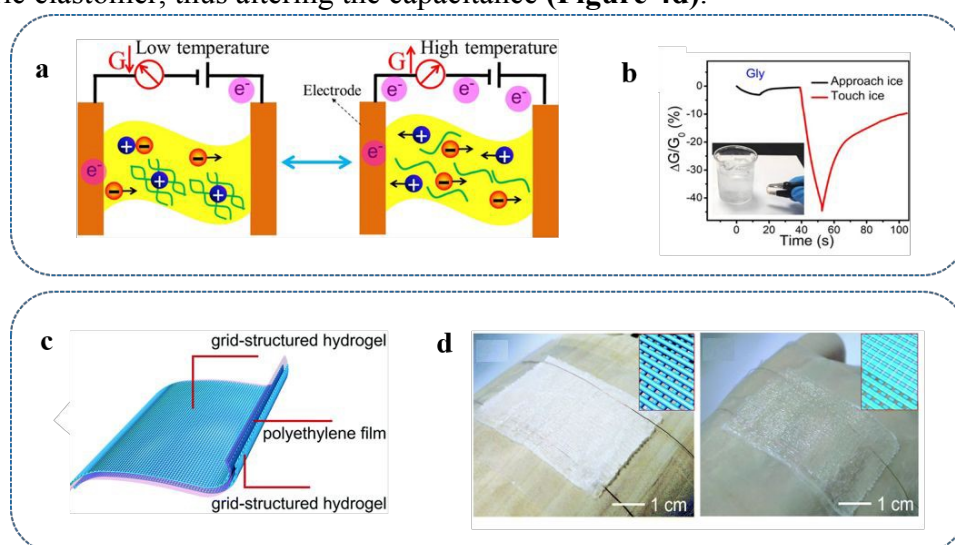 ne elastomer, thus altering the capacitance (Figure 4d).
a
G
Low temperature
e-
Electrode
e-
G
High temperature
e-
e-
e-
e-
b
Gly
Approach ice
Touch ice
ΔG/G0 (%)
0
-10
-20
-30
-40
0 20 40 60 80 100
Time (s)
c
grid-structured hydrogel
polyethylene film
grid-structured hydrogel
d
1 cm
1 cm